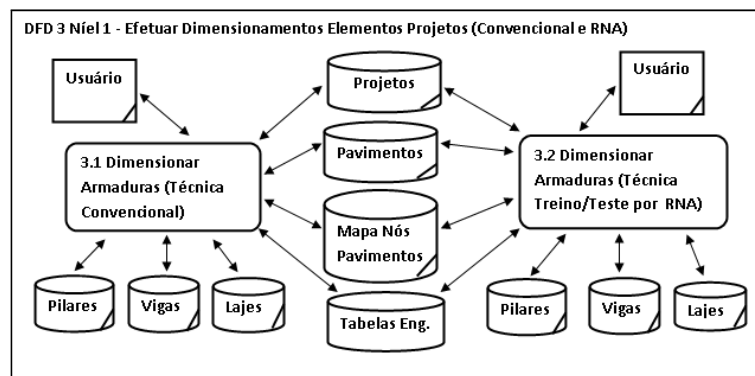 DFD 3 Níel 1 - Efetuar Dimensionamentos Elementos Projetos (Convencional e RNA)
Usuário
Projetos
Usuário
Pavimentos
3.1 Dimensionar
Armaduras (Técnica
Convencional)
3.2 Dimensionar
Armaduras (Técnica
Treino/Teste por RNA)
Mapa Nós
Pavimentos
Pilares
Vigas
Lajes
Tabelas Eng.
Pilares
Vigas
Lajes